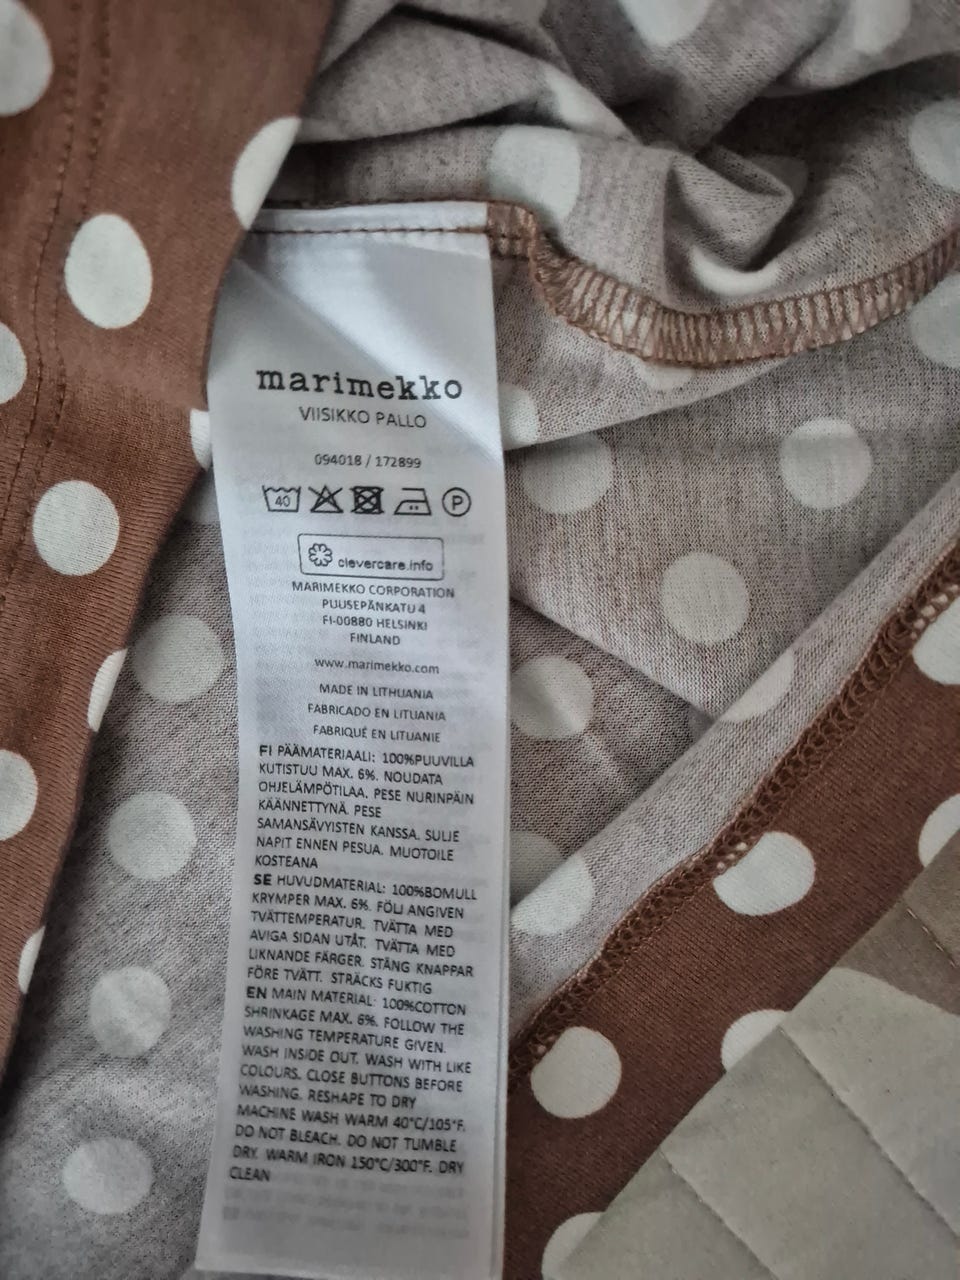 marimekko
VIISIKKO PALLO
094018 / 172899
40 P
clevercare.info
MARIMEKKO CORPORATION
PUUSEPÄNKATU 4
FI-00880 HELSINKI
FINLAND
www.marimekko.com
MADE IN LITHUANIA
FABRICADO EN LITUANIA
FABRIQUÉ EN LITUANIE
FI PÄÄMATERIAALI: 100%PUUVILLA
KUTISTUU MAX. 6%. NOUDATA
OHJELÄMPÖTILAA. PESE NURINPÄIN
KÄÄNNETTYNÄ. PESE
SAMANSÄVYISTEN KANSSA. SULJE
NAPIT ENNEN PESUA. MUOTOILE
KOSTEANA
SE HUVUDMATERIAL: 100%BOMULL
KRYMPER MAX. 6%. FÖLJ ANGIVEN
TVÄTTEMPERATUR. TVÄTTA MED
AVIGA SIDAN UTÅT. TVÄTTA MED
LIKNANDE FÄRGER. STÄNG KNAPPAR
FÖRE TVÄTT. STRÄCKS FUKTIG
EN MAIN MATERIAL: 100%COTTON
SHRINKAGE MAX. 6%. FOLLOW THE
WASHING TEMPERATURE GIVEN.
WASH INSIDE OUT. WASH WITH LIKE
COLOURS. CLOSE BUTTONS BEFORE
WASHING. RESHAPE TO DRY
MACHINE WASH WARM 40°C/105°F.
DO NOT BLEACH. DO NOT TUMBLE
DRY. WARM IRON 150°C/300°F. DRY
CLEAN